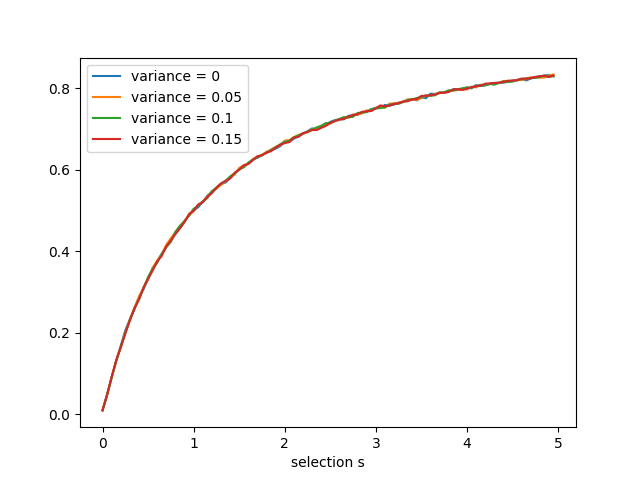 variance = 0
variance = 0.05
variance = 0.1
variance = 0.15
0.8
0.6
0.4
0.2
0.0
0 1 2 3 4 5
selection s